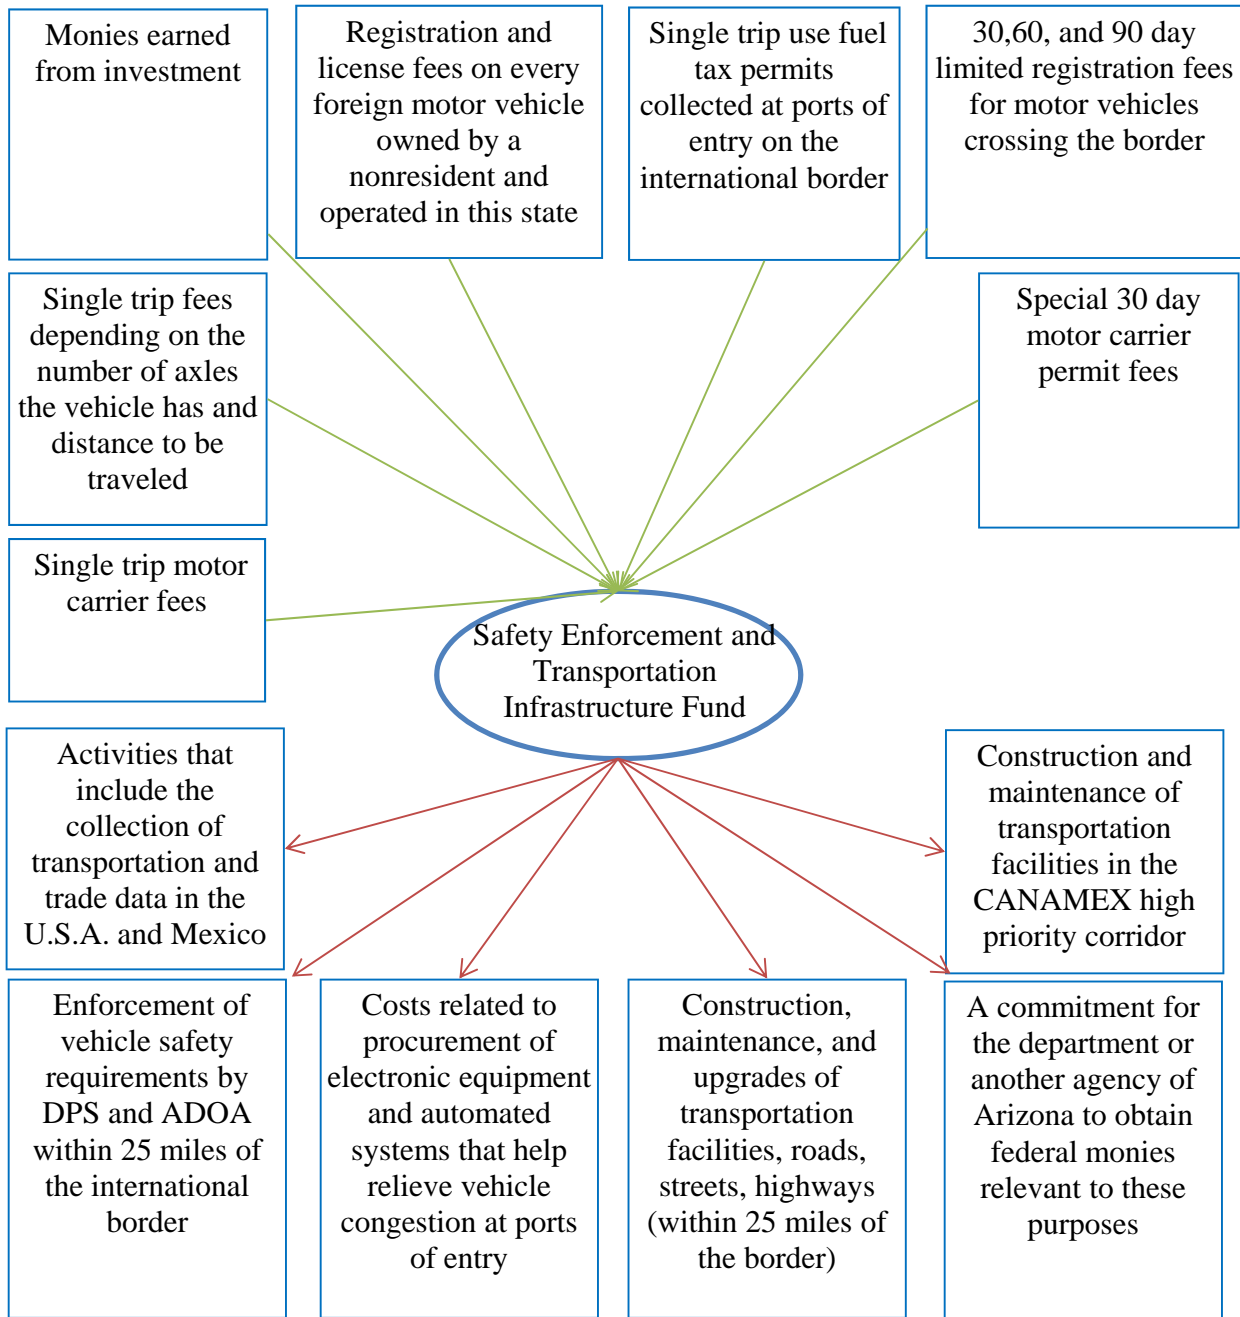 Monies earned
from investment
Registration and
license fees on every
foreign motor vehicle
owned by a
nonresident and
operated in this state
Single trip use fuel
tax permits
collected at ports of
entry on the
international border
30,60, and 90 day
limited registration fees
for motor vehicles
crossing the border
Single trip fees
depending on the
number of axles
the vehicle has and
distance to be
traveled
Special 30 day
motor carrier
permit fees
Single trip motor
carrier fees
Safety Enforcement and
Transportation
Infrastructure Fund
Activities that
include the
collection of
transportation and
trade data in the
U.S.A. and Mexico
Construction and
maintenance of
transportation
facilities in the
CANAMEX high
priority corridor
Enforcement of
vehicle safety
requirements by
DPS and ADOA
within 25 miles of
the international
border
Costs related to
procurement of
electronic equipment
and automated
systems that help
relieve vehicle
congestion at ports
of entry
Construction,
maintenance, and
upgrades of
transportation
facilities, roads,
streets, highways
(within 25 miles of
the border)
A commitment for
the department or
another agency of
Arizona to obtain
federal monies
relevant to these
purposes